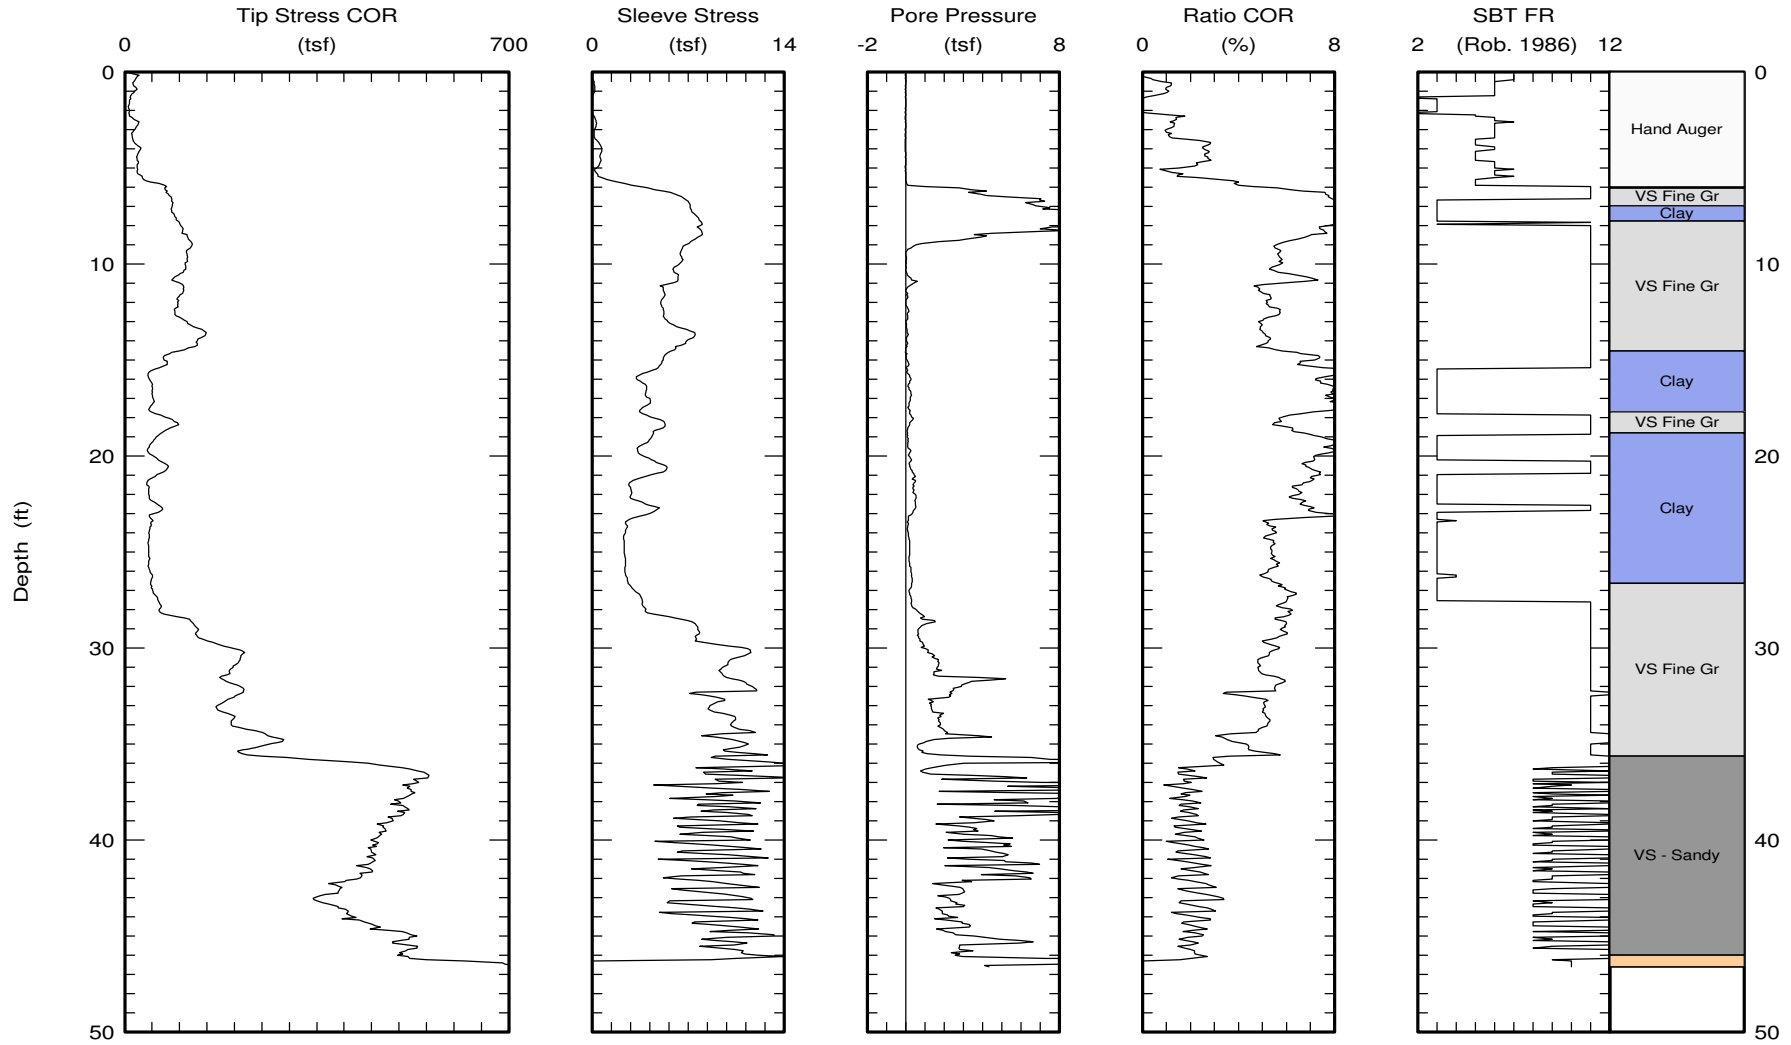 Tip Stress COR Sleeve Stress Pore Pressure Ratio COR SBT FR
0 (tsf) 700 0 (tsf) 14 -2 (tsf) 8 0 (%) 8 2 (Rob. 1986) 12
0 0
Hand Auger
VS Fine Gr
Clay
10 10
VS Fine Gr
Clay
VS Fine Gr
20 20
Clay
Depth (ft)
30 30
VS Fine Gr
40 40
VS - Sandy
50 50